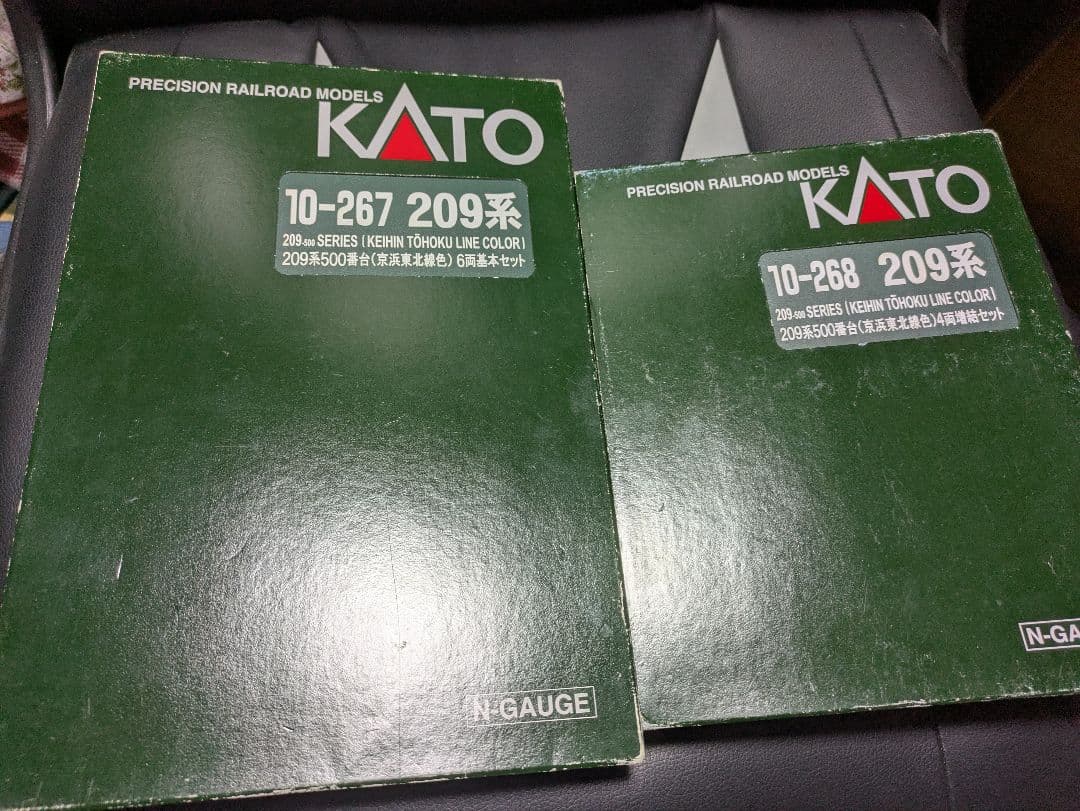 PRECISION RAILROAD MODELS
KATO
10-267 209系
209-500 SERIES (KEIHIN TŌHOKU LINE COLOR)
209系500番台(京浜東北線色) 6両基本セット
N-GAUGE
PRECISION RAILROAD MODELS
KATO
10-268 209系
209-500 SERIES (KEIHIN TŌHOKU LINE COLOR)
209系500番台(京浜東北線色)4両増結セット
N-GA